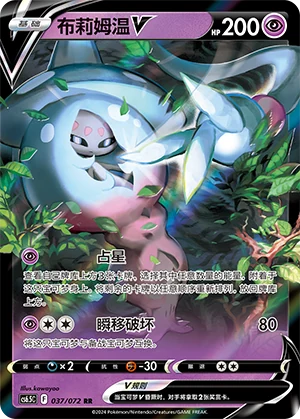 基础 布莉姆温V HP 200
占星
查看自己牌库上方3张卡牌，选择其中任意数量的能量，附着于
这只宝可梦身上。将剩余的卡牌以任意顺序重新排列，放回牌库
上方。
瞬移破坏 80
将这只宝可梦与备战宝可梦互换。
弱点 ×2 抗性 -30 撤退
V规则
当宝可梦V昏厥时，对手将拿取2张奖赏卡。
illus.kawayoo
cs6.5C F 037/072 RR
©2024 Pokémon/Nintendo/Creatures/GAME FREAK.